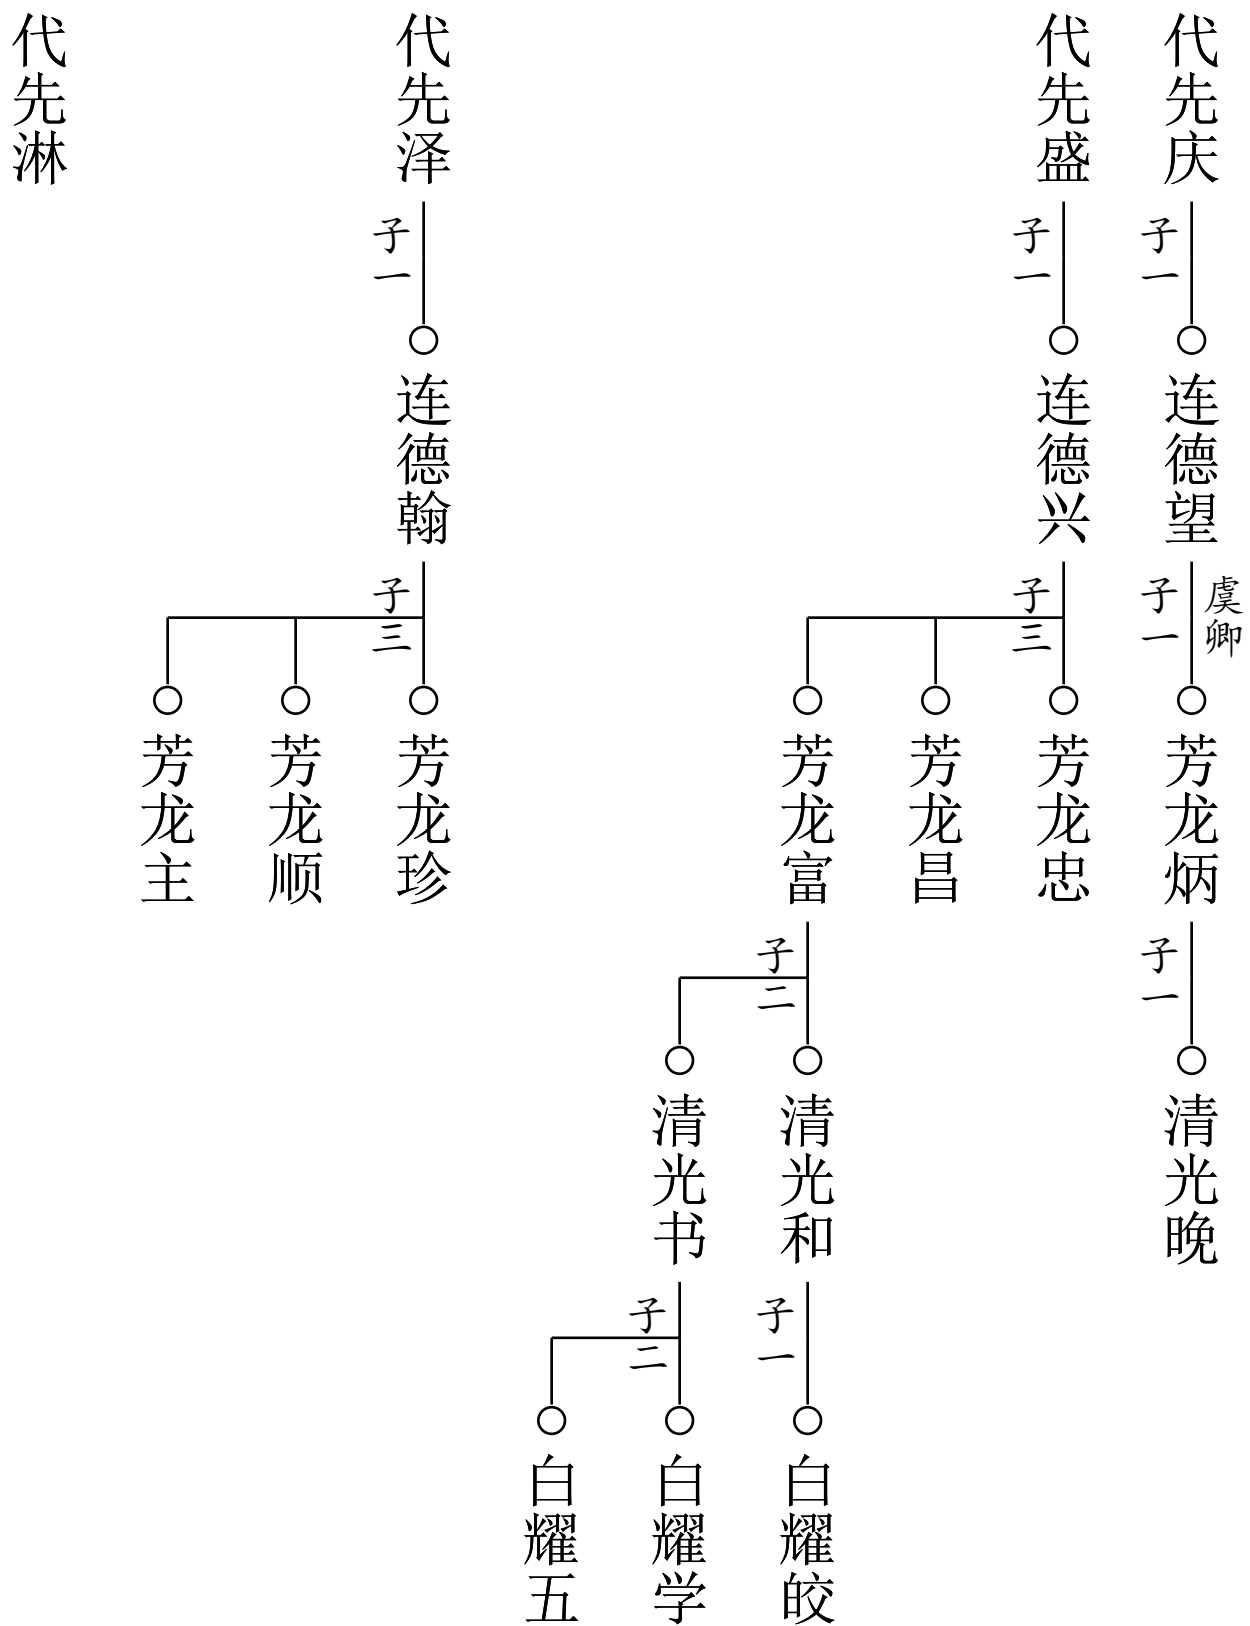 代先庆
代先盛
代先泽
代先淋
子一
子一
子一
连德望
连德兴
连德翰
虞卿
子一
子三
子三
芳龙炳
芳龙忠
芳龙昌
芳龙富
芳龙珍
芳龙顺
芳龙主
子一
子二
清光晚
清光和
清光书
子一
子二
白耀皎
白耀学
白耀五